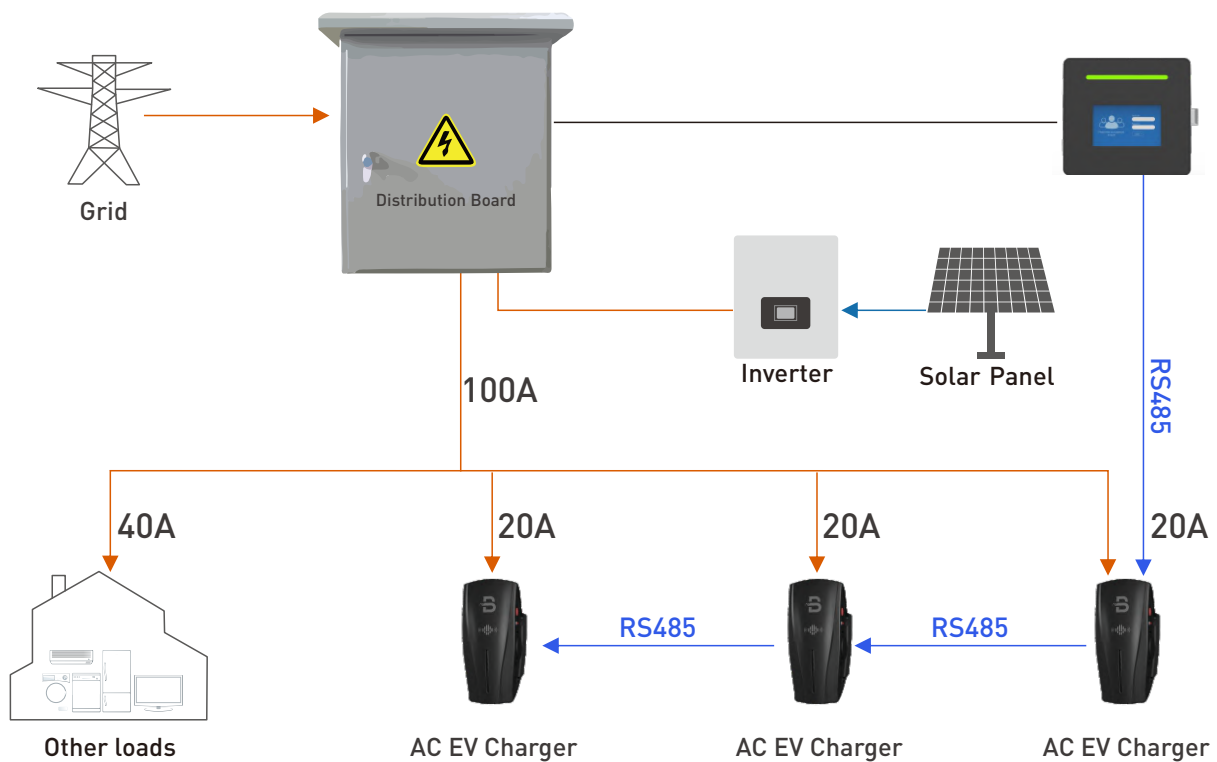 Grid
Distribution Board
Inverter
Solar Panel
RS485
100A
40A
20A
20A
20A
RS485
RS485
Other loads
AC EV Charger
AC EV Charger
AC EV Charger